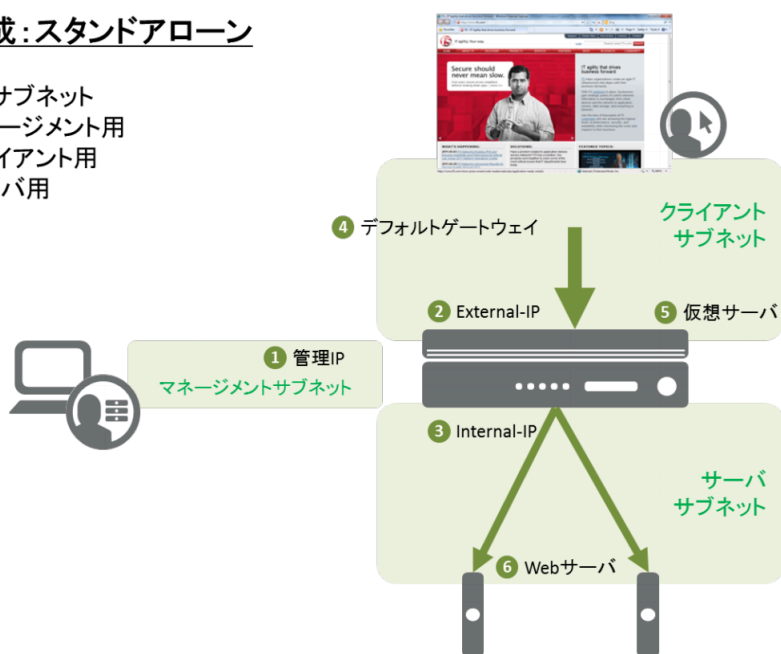 成：スタンドアローン
サブネット
ージメント用
イアント用
バ用
Secure should
never mean slow.
IT agility that drives
business forward
WHAT'S HAPPENING:
SOLUTIONS:
FEATURED TOPICS:
クライアント
サブネット
4 デフォルトゲートウェイ
2 External-IP
5 仮想サーバ
1 管理IP
マネージメントサブネット
3 Internal-IP
サーバ
サブネット
6 Webサーバ